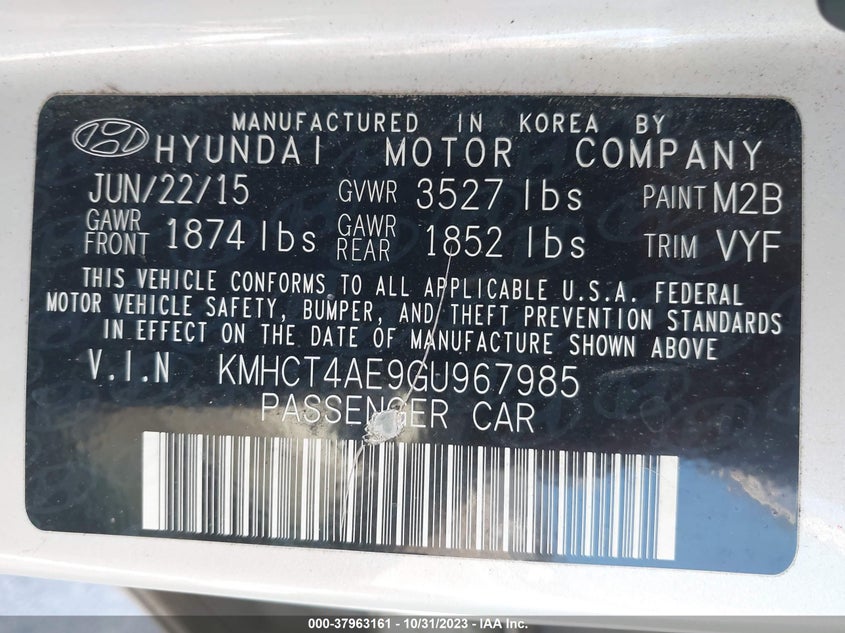 MANUFACTURED IN KOREA BY
HYUNDAI MOTOR COMPANY
JUN/22/15 GVWR 3527 lbs PAINT M2B
GAWR FRONT 1874 lbs GAWR REAR 1852 lbs TRIM VYF
THIS VEHICLE CONFORMS TO ALL APPLICABLE U.S.A. FEDERAL
MOTOR VEHICLE SAFETY, BUMPER, AND THEFT PREVENTION STANDARDS
IN EFFECT ON THE DATE OF MANUFACTURE SHOWN ABOVE
V.I.N KMHCT4AE9GU967985
PASSENGER CAR
000-37963161 - 10/31/2023 - IAA Inc.